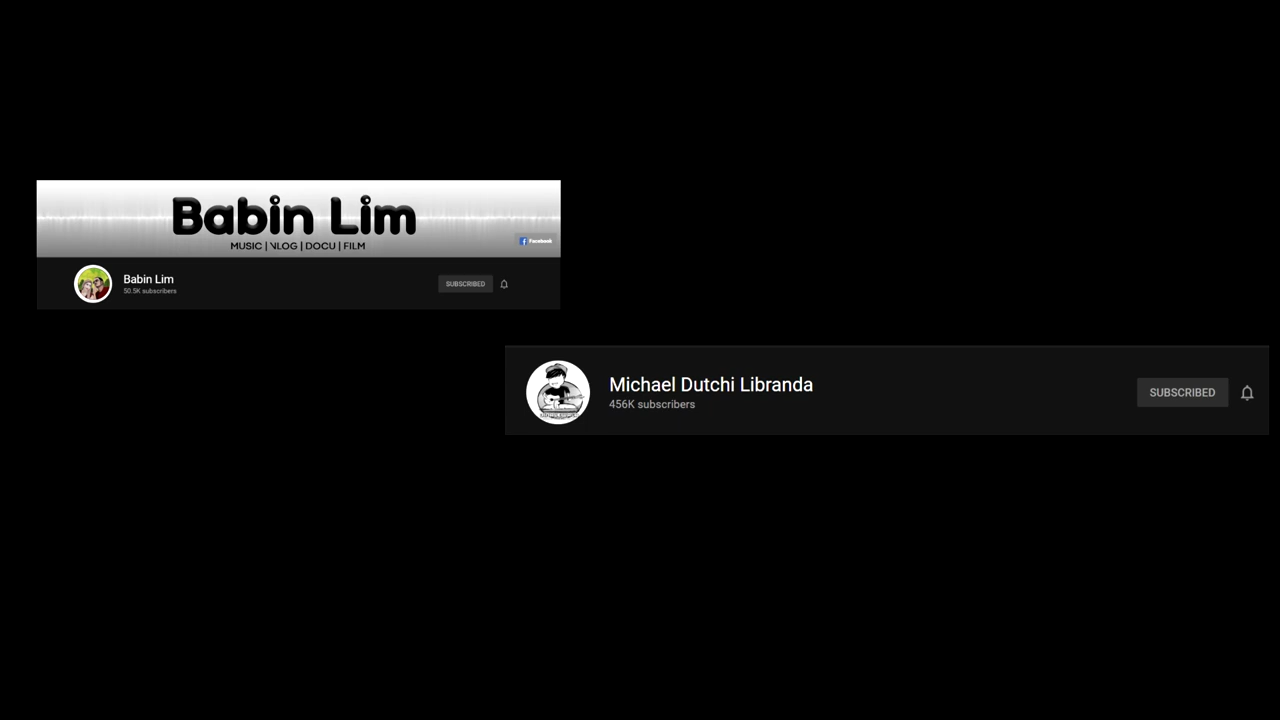 Babin Lim
MUSIC | VLOG | DOCU | FILM
Facebook
Babin Lim
50.5K subscribers
SUBSCRIBED
Michael Dutchi Libranda
456K subscribers
SUBSCRIBED